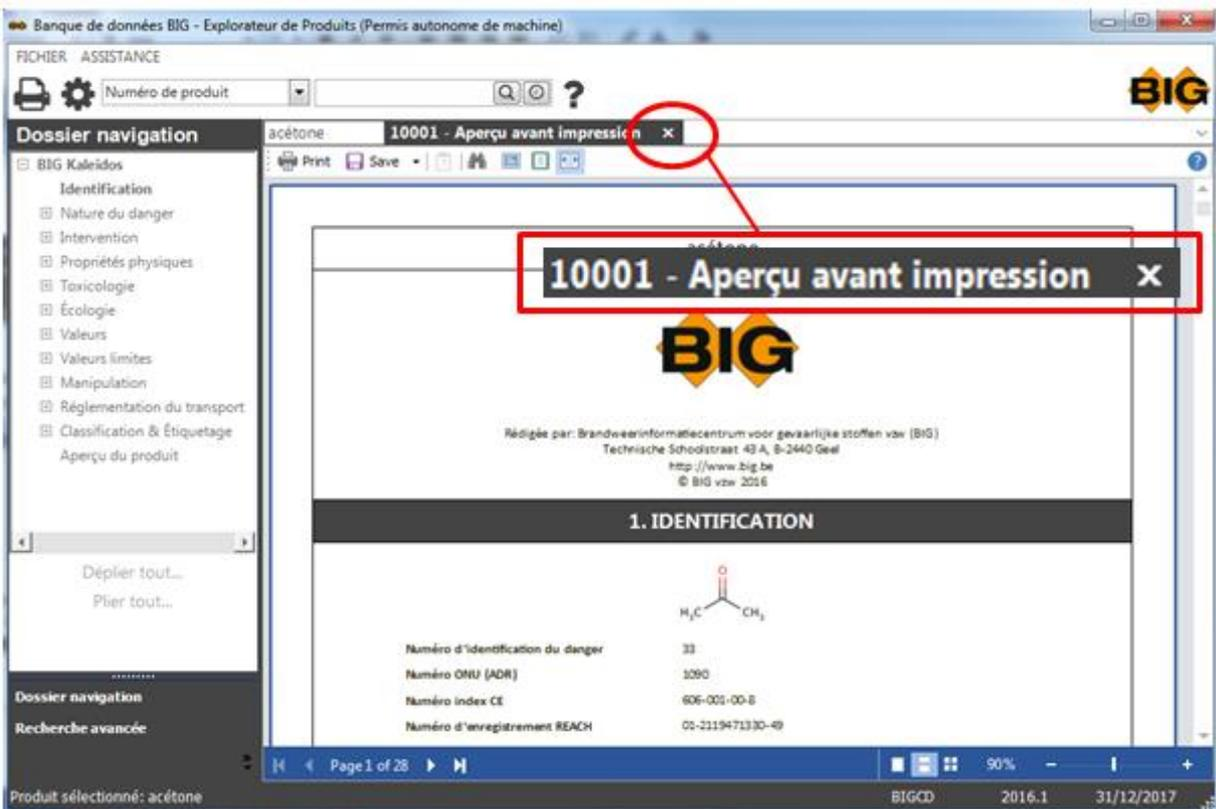 Banque de données BIG - Explorateur de Produits (Permis autonome de machine)
FICHIER ASSISTANCE
Numéro de produit
BIG
Dossier navigation
acétone 10001 - Aperçu avant impression ×
Print Save
BIG Kaleidos
Identification
Nature du danger
Intervention
Propriétés physiques
Toxicologie
Écologie
Valeurs
Valeurs limites
Manipulation
Réglementation du transport
Classification & Étiquetage
Aperçu du produit
Déplier tout...
Plier tout...
Dossier navigation
Recherche avancée
acétone
10001 - Aperçu avant impression ×
BIG
Rédigée par: Brandweerinformatiecentrum voor gevaarlijke stoffen vzw (BIG)
Technische Schoolstraat 43 A, B-2440 Geel
http://www.big.be
© BIG vzw 2016
1. IDENTIFICATION
O
H3C CH3
Numéro d'identification du danger 33
Numéro ONU (ADR) 1090
Numéro index CE 606-001-00-8
Numéro d'enregistrement REACH 01-2119471330-49
Page 1 of 28 90% - +
Produit sélectionné: acétone BIGCD 2016.1 31/12/2017